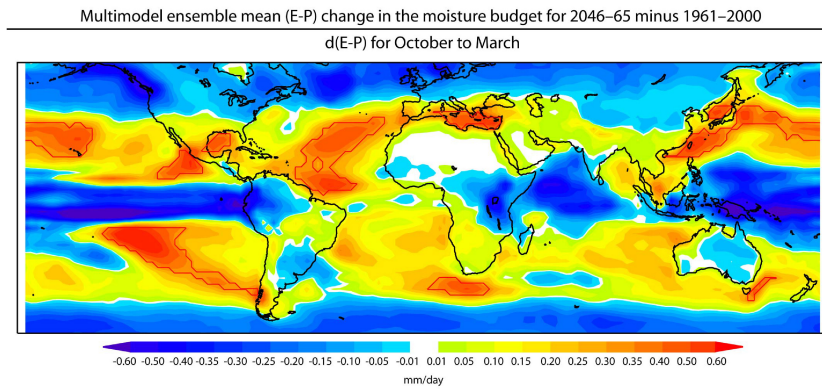 Multimodel ensemble mean (E-P) change in the moisture budget for 2046–65 minus 1961–2000
d(E-P) for October to March
-0.60 -0.50 -0.40 -0.35 -0.30 -0.25 -0.20 -0.15 -0.10 -0.05 -0.01 0.01 0.05 0.10 0.15 0.20 0.25 0.30 0.35 0.40 0.50 0.60
mm/day